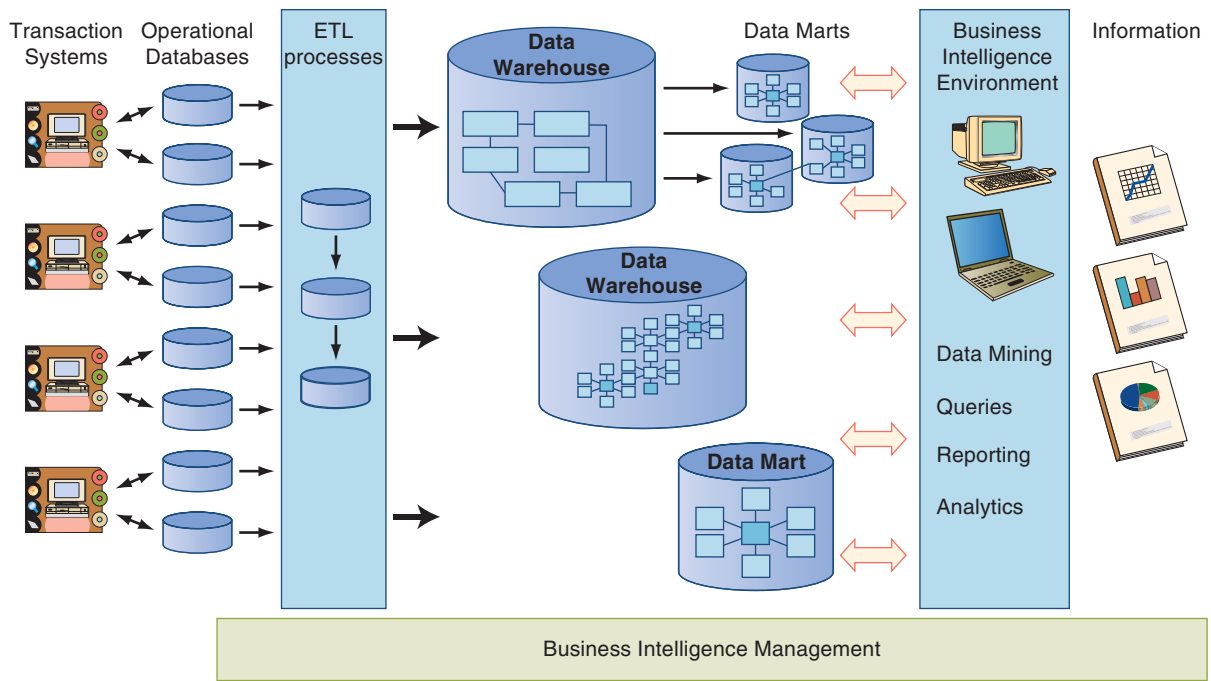 Transaction
Systems
Operational
Databases
ETL
processes
Data
Warehouse
Data Marts
Business
Intelligence
Environment
Information
Data
Warehouse
Data Mining
Queries
Reporting
Analytics
Data Mart
Business Intelligence Management